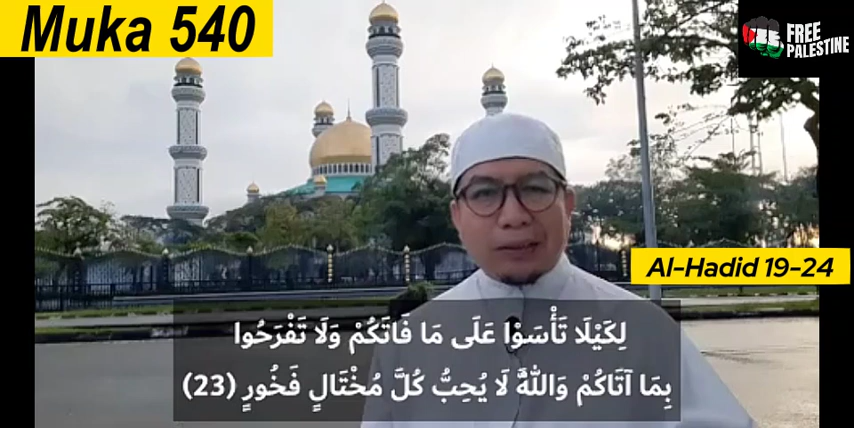 Muka 540
FREE
PALESTINE
Al-Hadid 19-24
لِكَيْلَا تَأْسَوْا عَلَى مَا فَاتَكُمْ وَلَا تَفْرَحُوا
بِمَا آتَاكُمْ وَاللَّهُ لَا يُحِبُّ كُلَّ مُخْتَالٍ فَخُورٍ (23)